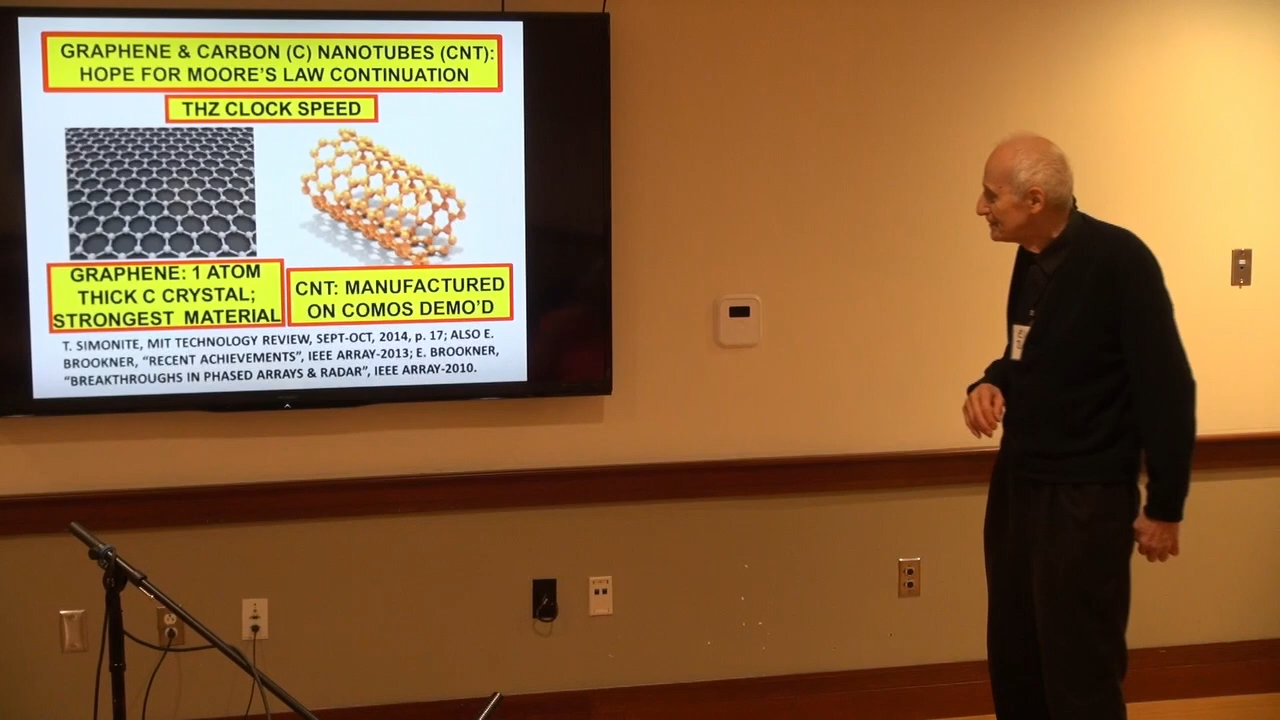 GRAPHENE & CARBON (C) NANOTUBES (CNT):
HOPE FOR MOORE'S LAW CONTINUATION
THZ CLOCK SPEED
GRAPHENE: 1 ATOM
THICK C CRYSTAL;
STRONGEST MATERIAL
CNT: MANUFACTURED
ON COMOS DEMO'D
T. SIMONITE, MIT TECHNOLOGY REVIEW, SEPT-OCT, 2014, p. 17; ALSO E.
BROOKNER, “RECENT ACHIEVEMENTS”, IEEE ARRAY-2013; E. BROOKNER,
“BREAKTHROUGHS IN PHASED ARRAYS & RADAR”, IEEE ARRAY-2010.